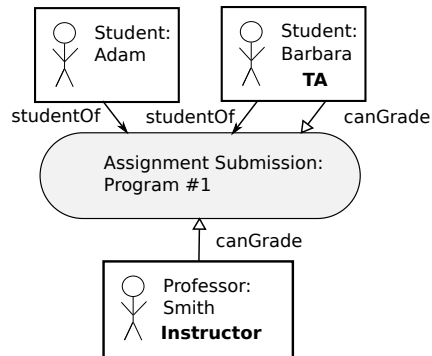 Student:
Adam
Student:
Barbara
TA
studentOf
studentOf
canGrade
Assignment Submission:
Program #1
canGrade
Professor:
Smith
Instructor